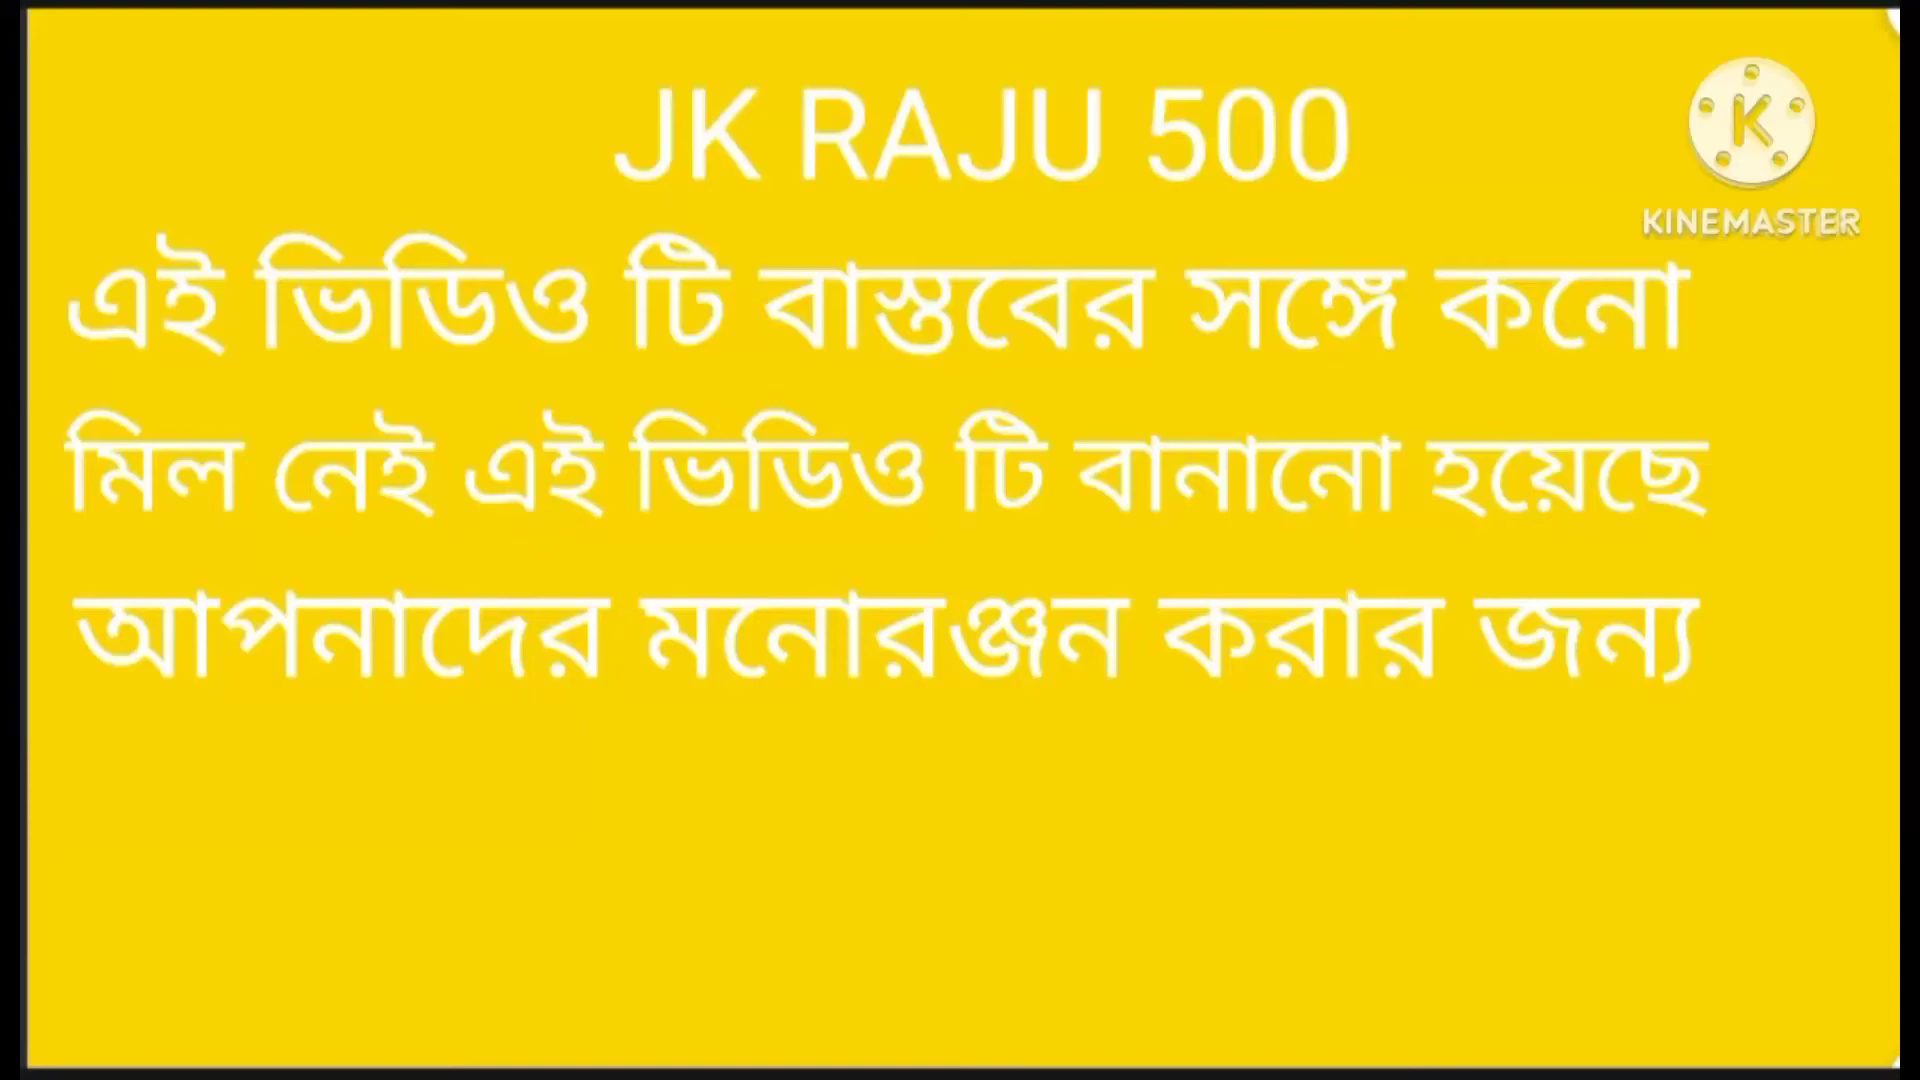 JK RAJU 500
KINEMASTER
এই ভিডিও টি বাস্তবের সঙ্গে কনো
মিল নেই এই ভিডিও টি বানানো হয়েছে
আপনাদের মনোরঞ্জন করার জন্য